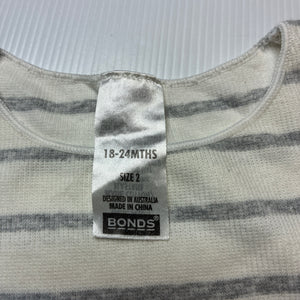 18-24MTHS
SIZE 2
DESIGNED IN AUSTRALIA
MADE IN CHINA
BONDS®